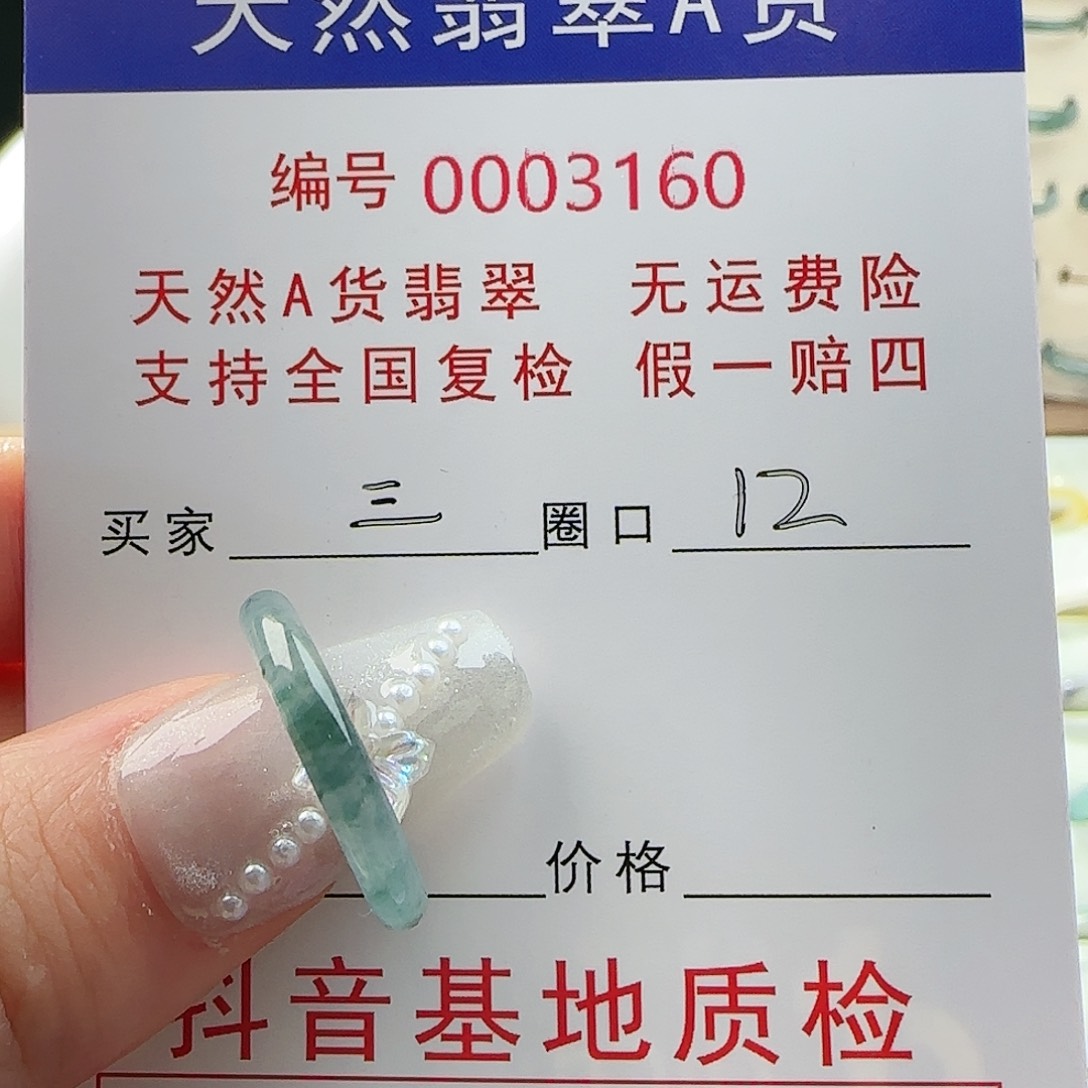 天然翡翠A货
编号 0003160
天然A货翡翠 无运费险
支持全国复检 假一赔四
买家 三 圈口 12
价格
抖音基地质检